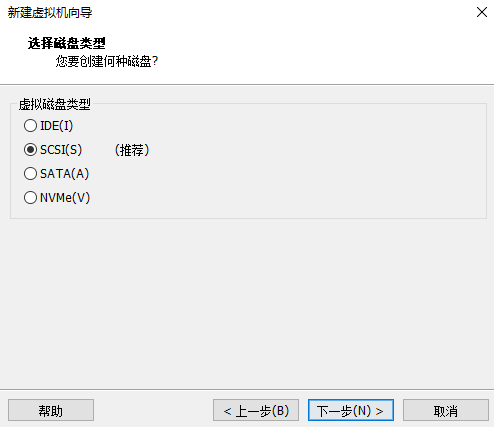 新建虚拟机向导
选择磁盘类型
您要创建何种磁盘?
虚拟磁盘类型
IDE(I)
SCSI(S) （推荐）
SATA(A)
NVMe(V)
帮助 < 上一步(B) 下一步(N) > 取消